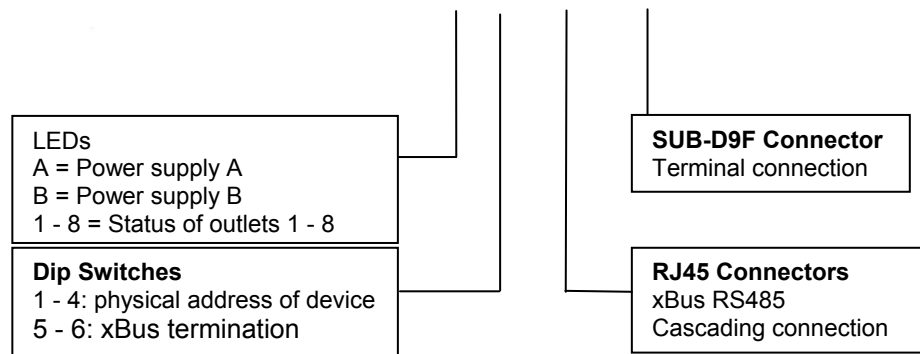 LEDs
A = Power supply A
B = Power supply B
1 - 8 = Status of outlets 1 - 8
Dip Switches
1 - 4: physical address of device
5 - 6: xBus termination
SUB-D9F Connector
Terminal connection
RJ45 Connectors
xBus RS485
Cascading connection